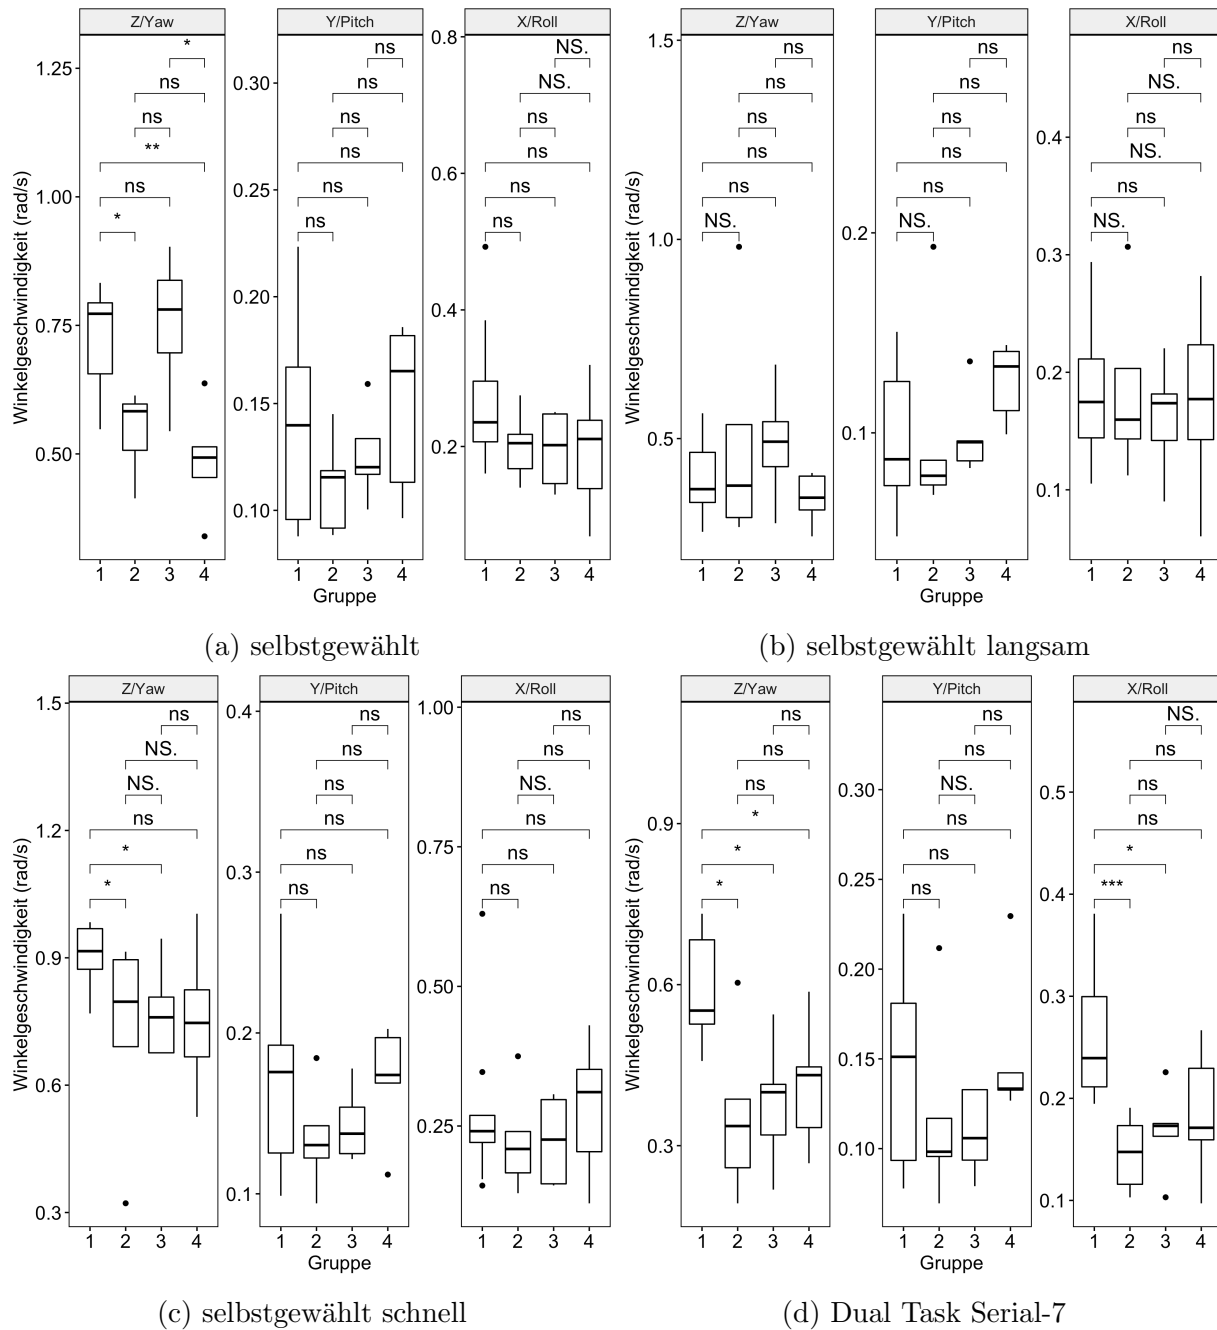 Z/Yaw Y/Pitch X/Roll
Winkelgeschwindigkeit (rad/s)
1.25
1.00
0.75
0.50
* ns ns ** ns *
0.30
0.25
0.20
0.15
0.10
ns ns ns ns ns ns
0.8
0.6
0.4
0.2
NS. NS. ns ns ns ns
1 2 3 4 1 2 3 4 1 2 3 4
Gruppe
(a) selbstgewählt
Z/Yaw Y/Pitch X/Roll
Winkelgeschwindigkeit (rad/s)
1.5
1.0
0.5
ns ns ns ns ns NS.
0.2
0.1
ns ns ns ns ns NS.
0.4
0.3
0.2
0.1
ns NS. ns NS. ns NS.
1 2 3 4 1 2 3 4 1 2 3 4
Gruppe
(b) selbstgewählt langsam
Z/Yaw Y/Pitch X/Roll
Winkelgeschwindigkeit (rad/s)
1.5
1.2
0.9
0.6
0.3
ns NS. NS. ns * *
0.4
0.3
0.2
0.1
ns ns ns ns ns ns
1.00
0.75
0.50
0.25
ns ns NS. ns ns ns
1 2 3 4 1 2 3 4 1 2 3 4
Gruppe
(c) selbstgewählt schnell
Z/Yaw Y/Pitch X/Roll
Winkelgeschwindigkeit (rad/s)
0.9
0.6
0.3
ns ns ns * * *
0.30
0.25
0.20
0.15
0.10
ns ns NS. ns ns ns
0.5
0.4
0.3
0.2
0.1
NS. ns ns ns * ***
1 2 3 4 1 2 3 4 1 2 3 4
Gruppe
(d) Dual Task Serial-7